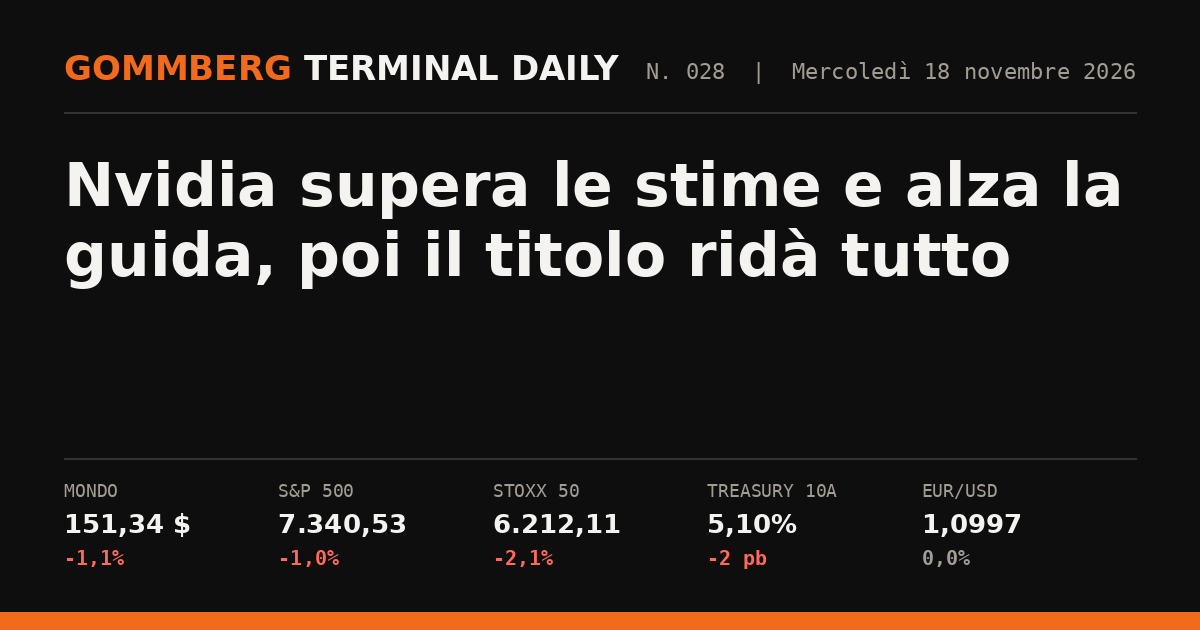 GOMMBERG TERMINAL DAILY N. 028 | Mercoledì 18 novembre 2026
Nvidia supera le stime e alza la
guida, poi il titolo ridà tutto
MONDO S&P 500 STOXX 50 TREASURY 10A EUR/USD
151,34 $ 7.340,53 6.212,11 5,10% 1,0997
-1,1% -1,0% -2,1% -2 pb 0,0%